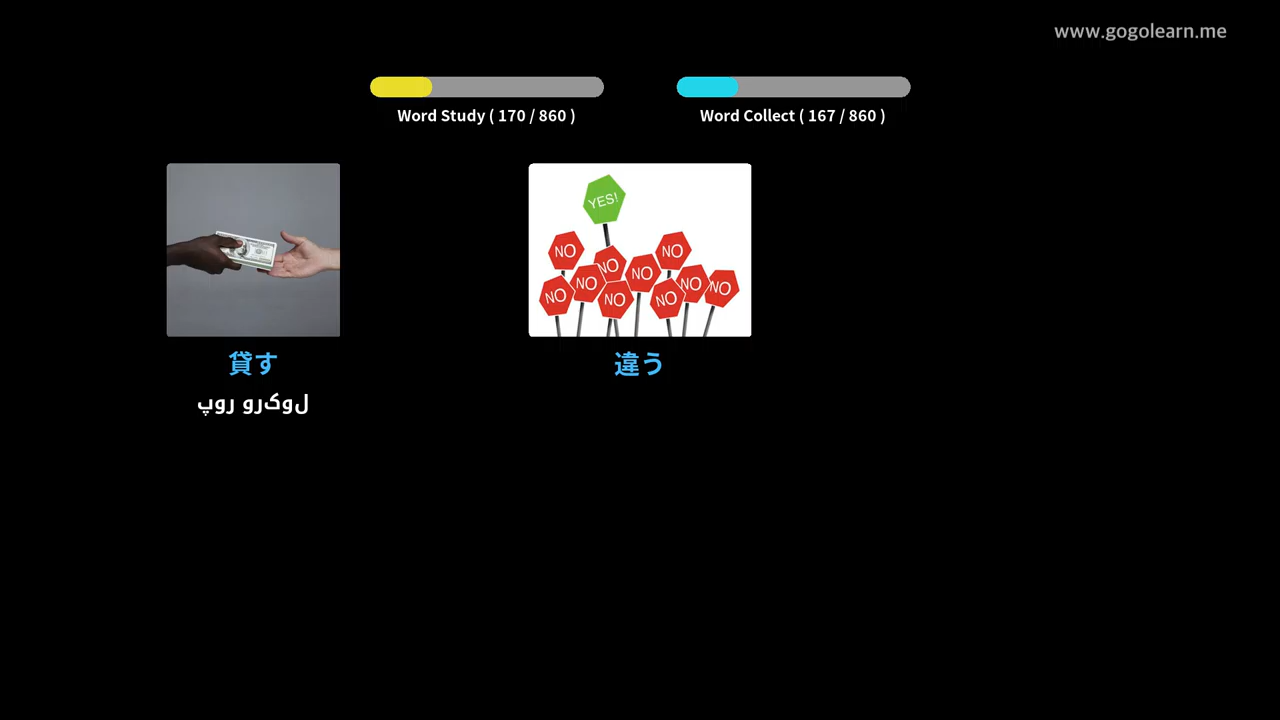 www.gogolearn.me
Word Study ( 170 / 860 )
Word Collect ( 167 / 860 )
YES!
NO
NO
NO
NO
NO
NO
NO
NO
NO
NO
貸す
違う
لوکرو روپ